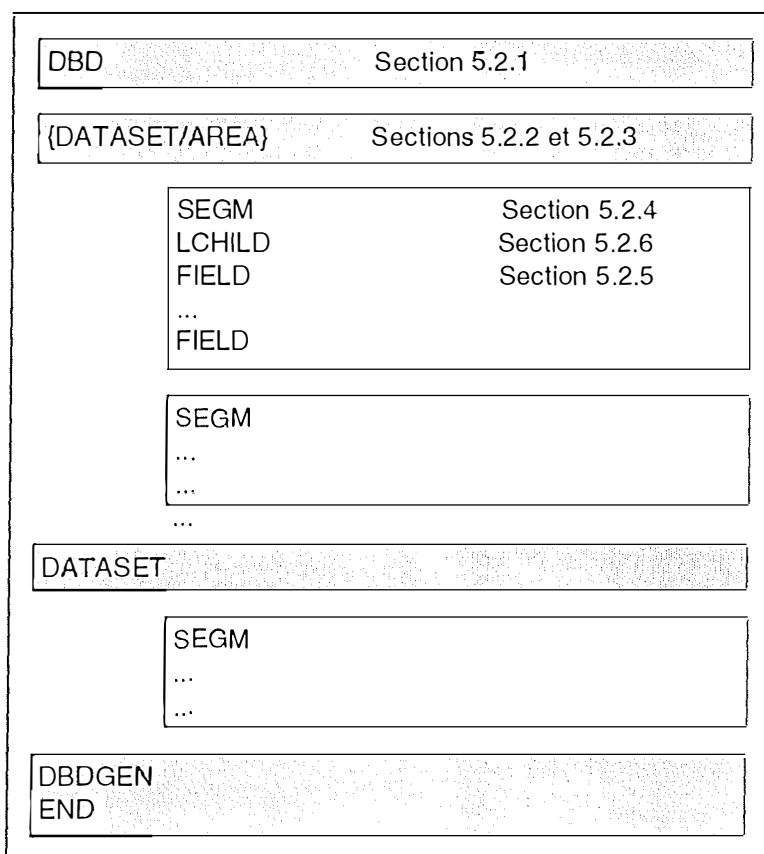 DBD Section 5.2.1
{DATASET/AREA} Sections 5.2.2 et 5.2.3
SEGM Section 5.2.4
LCHILD Section 5.2.6
FIELD Section 5.2.5
...
FIELD
SEGM
...
...
...
DATASET
SEGM
...
...
DBDGEN
END